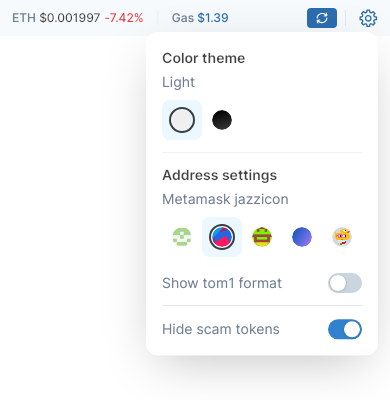 ETH $0.001997 -7.42% Gas $1.39
Color theme
Light
Address settings
Metamask jazzicon
Show tom1 format
Hide scam tokens